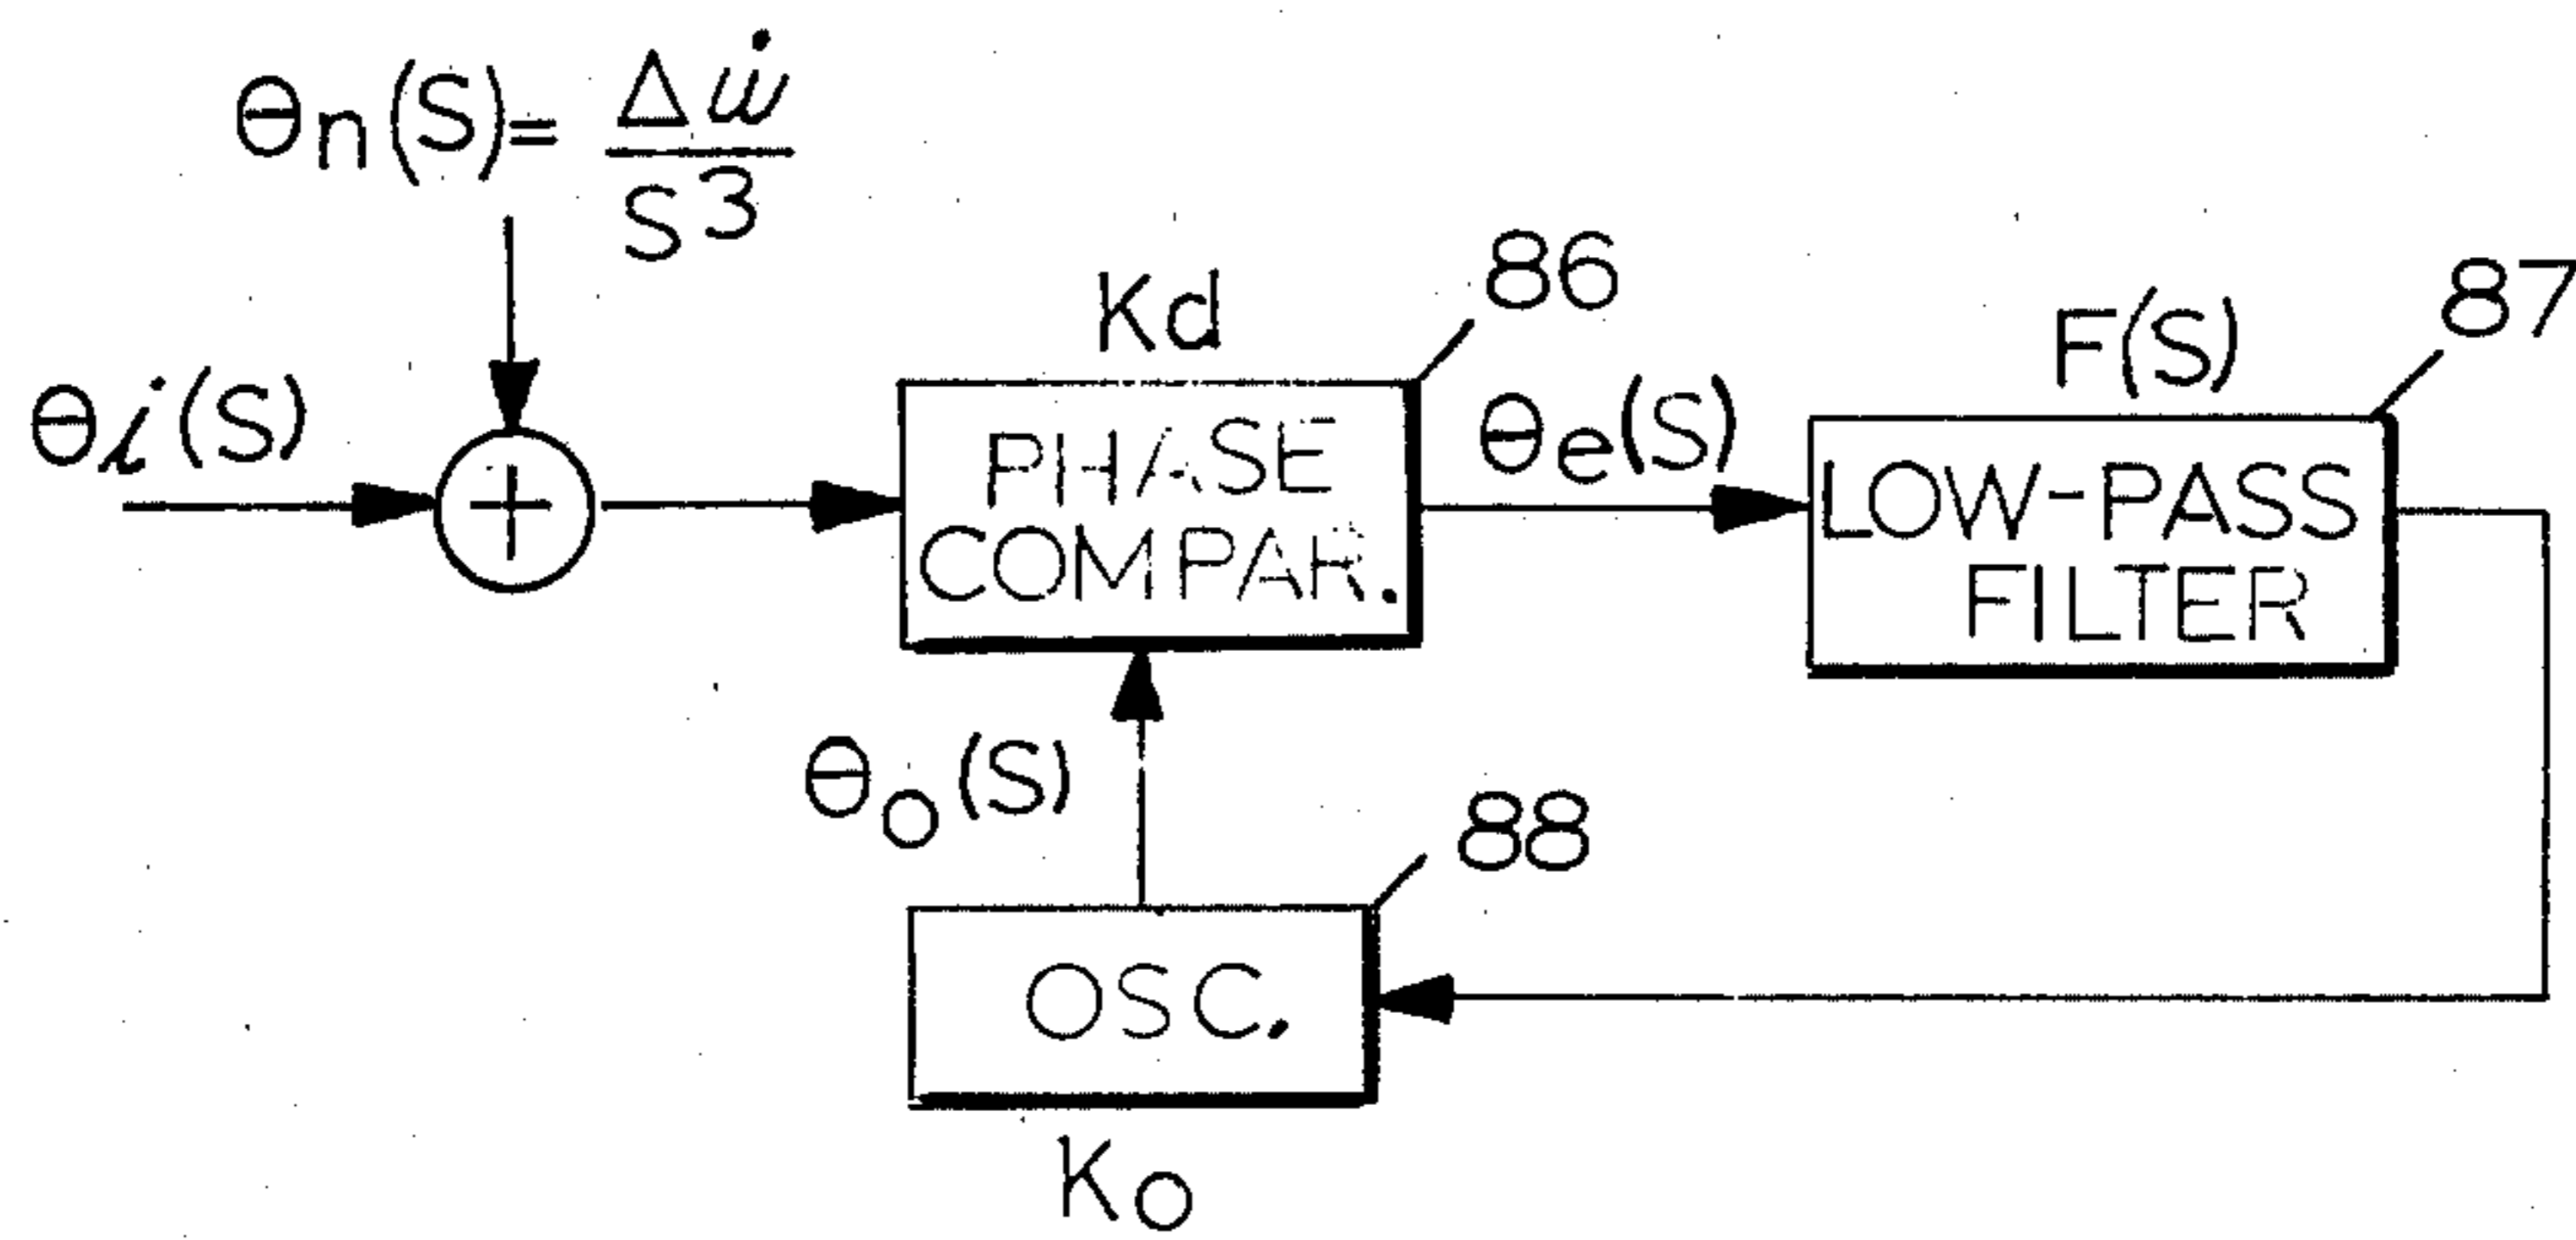 Θn(S)= Δω̇
S³
Θi(S)
Kd
86
PHASE
COMPAR.
Θe(S)
F(S)
87
LOW-PASS
FILTER
Θo(S)
88
OSC.
Ko